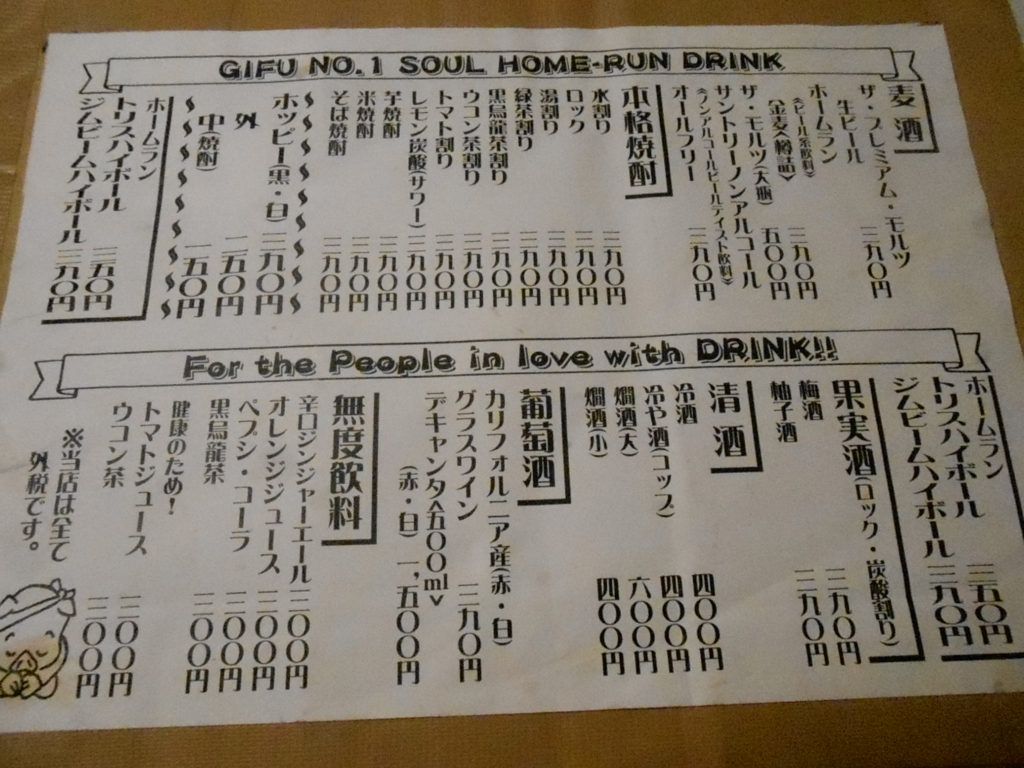 GIFU NO.1 SOUL HOME-RUN DRINK
麦酒
ザ・プレミアム・モルツ
生ビール 三九〇円
ホームラン
〈ビール系飲料〉
金麦〈樽詰〉 二九〇円
ザ・モルツ(大瓶) 五〇〇円
サントリーノンアルコール
〈ノンアルコールビールテイスト飲料〉
オールフリー 二九〇円
本格焼酎
水割り 二九〇円
ロック 二九〇円
湯割り 二九〇円
緑茶割り 二九〇円
黒烏龍茶割り 二九〇円
ウコン茶割り 二九〇円
トマト割り 二九〇円
レモン炭酸(サワー) 二九〇円
芋焼酎 二九〇円
米焼酎 二九〇円
そば焼酎 二九〇円
ホッピー(黒・白) 三九〇円
外 二五〇円
中(焼酎) 一五〇円
ホームラン
トリスハイボール 二五〇円
ジムビームハイボール 二九〇円
For the People in love with DRINK!!
ホームラン
トリスハイボール 二五〇円
ジムビームハイボール 二九〇円
果実酒(ロック・炭酸割り)
梅酒 二九〇円
柚子酒 二九〇円
清酒
冷酒 四〇〇円
冷や酒(コップ) 四〇〇円
燗酒(大) 六〇〇円
燗酒(小) 四〇〇円
葡萄酒
カリフォルニア産(赤・白)
グラスワイン 二九〇円
デキャンタ<五〇〇ml>
(赤・白) 一、五〇〇円
無度飲料
辛口ジンジャーエール 二〇〇円
オレンジジュース 二〇〇円
ペプシ・コーラ 二〇〇円
黒烏龍茶 二〇〇円
健康のため!
トマトジュース 二〇〇円
ウコン茶 二〇〇円
※当店は全て
外税です。